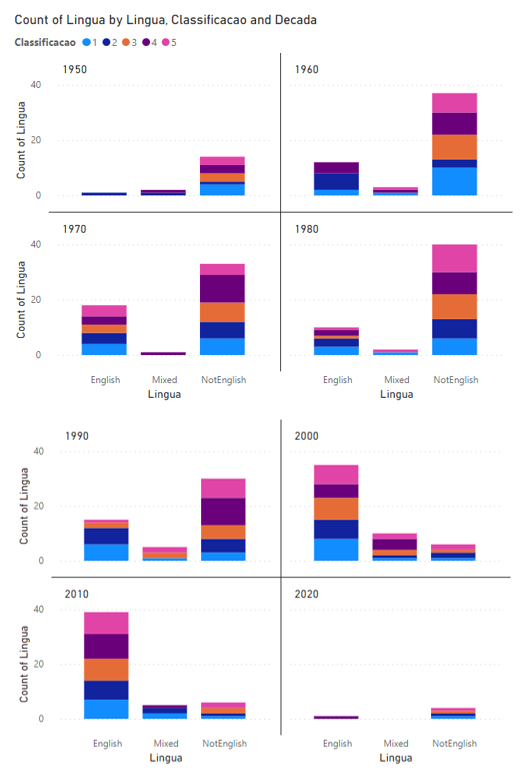 Count of Lingua by Lingua, Classificacao and Decada
Classificacao 1 2 3 4 5
1950 1960
40
20
0
Count of Lingua
1970 1980
40
20
0
Count of Lingua
English Mixed NotEnglish English Mixed NotEnglish
Lingua Lingua
1990 2000
40
20
0
Count of Lingua
2010 2020
40
20
0
Count of Lingua
English Mixed NotEnglish English Mixed NotEnglish
Lingua Lingua